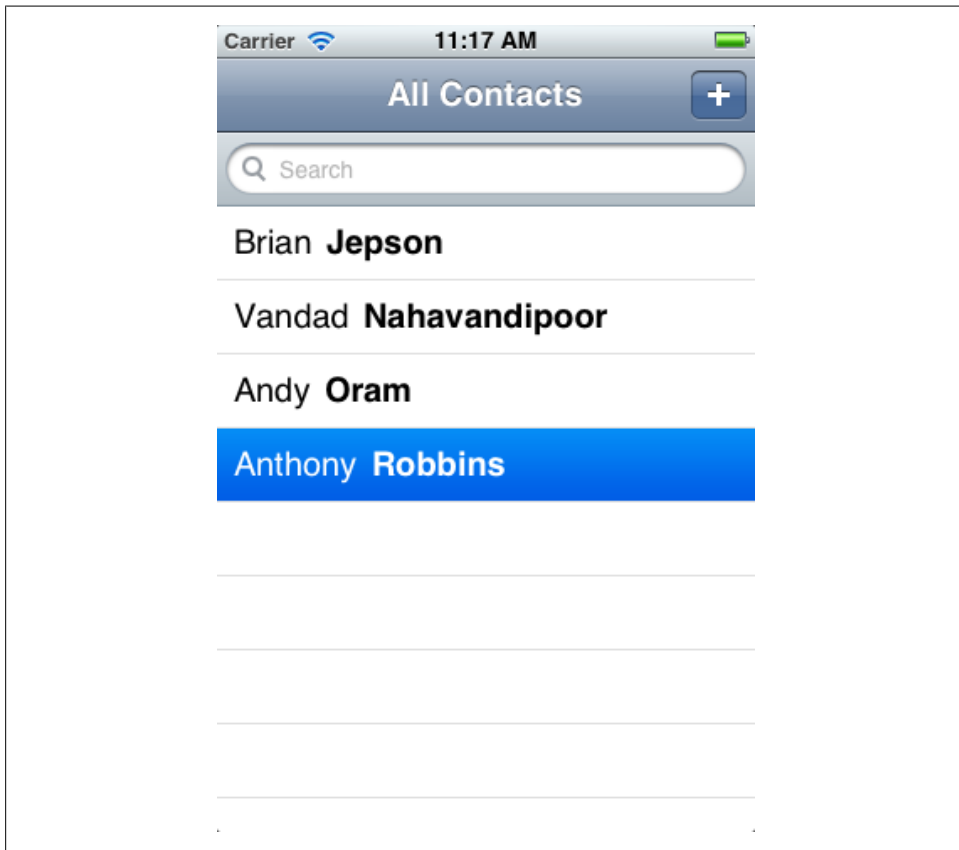 Carrier 11:17 AM
All Contacts +
Search
Brian Jepson
Vandad Nahavandipoor
Andy Oram
Anthony Robbins